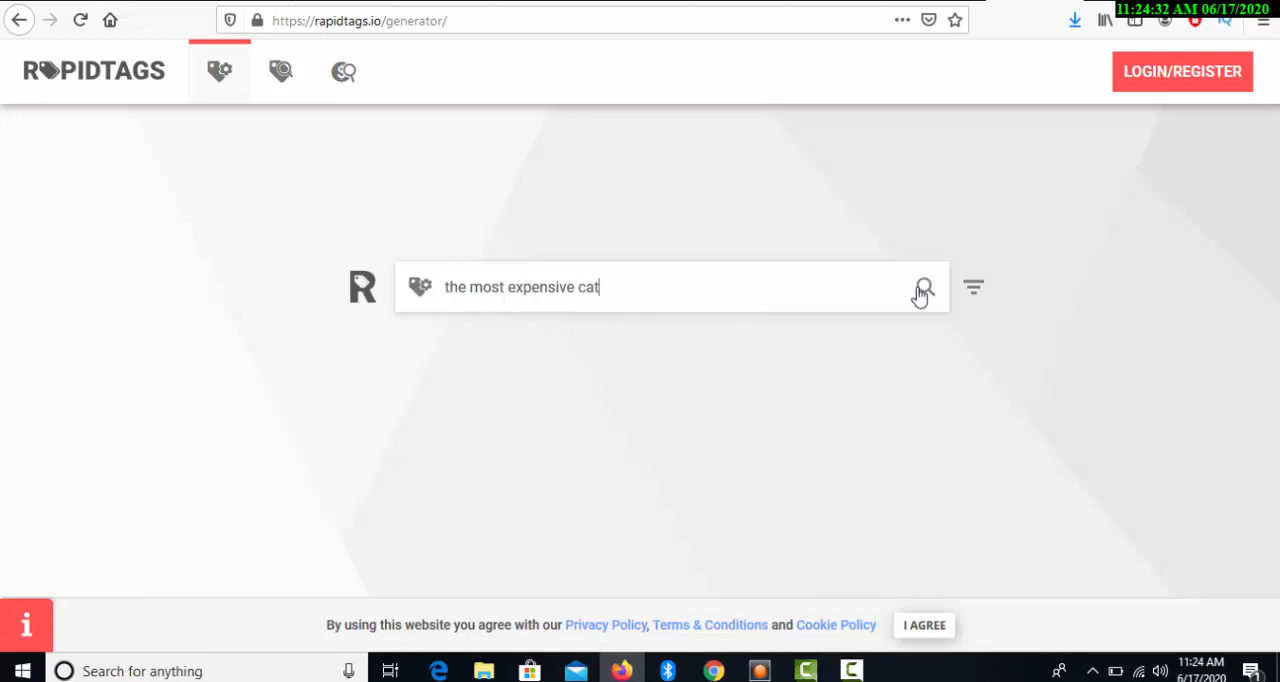 11:24:32 AM 06/17/2020
https://rapidtags.io/generator/
RAPIDTAGS
LOGIN/REGISTER
R
the most expensive cat
i
By using this website you agree with our Privacy Policy, Terms & Conditions and Cookie Policy
I AGREE
Search for anything
11:24 AM
6/17/2020